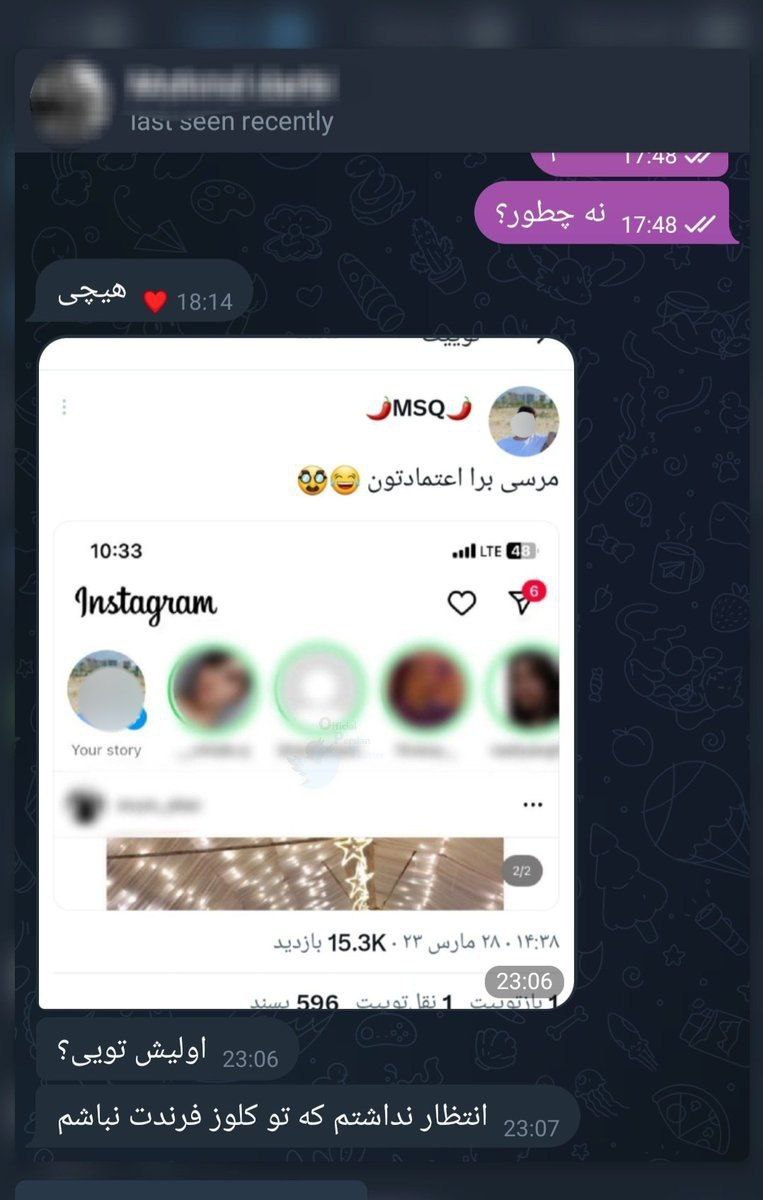 last seen recently
17:48
نه چطور؟ 17:48
هیچی ❤️ 18:14
توییت
🌶️MSQ🌶️
مرسی برا اعتمادتون 😂🥸
10:33 LTE 48
Instagram
6
Your story
Official
Persian
2/2
۱۴:۳۸ · ۲۸ مارس ۲۳ · 15.3K بازدید
23:06
1 بازتوییت 1 نقل‌توییت 596 پسند
اولیش تویی؟ 23:06
انتظار نداشتم که تو کلوز فرندت نباشم 23:07